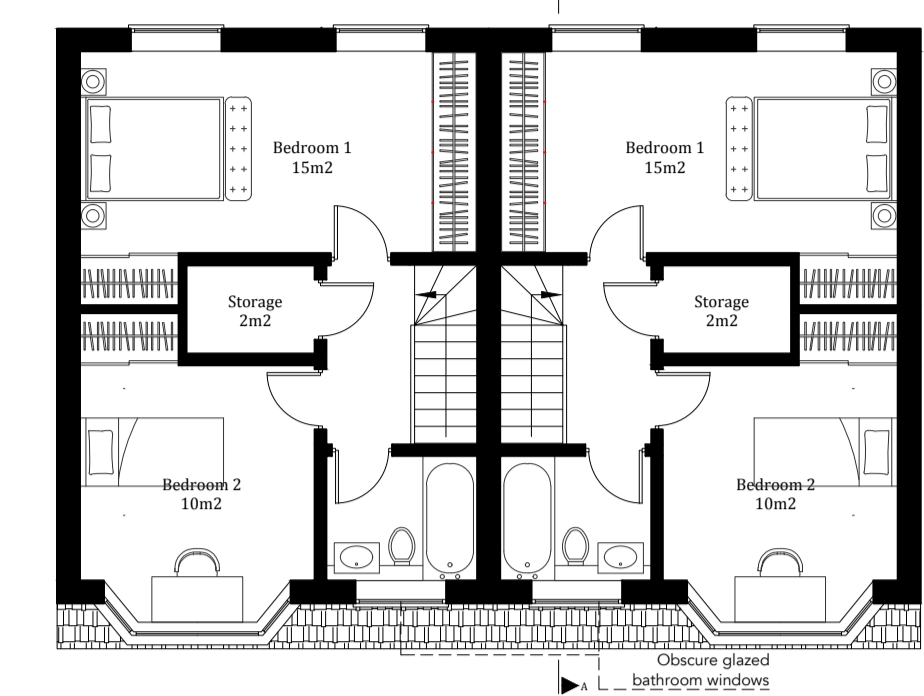 Bedroom 1
15m2
Bedroom 1
15m2
Storage
2m2
Storage
2m2
Bedroom 2
10m2
Bedroom 2
10m2
Obscure glazed
bathroom windows
A